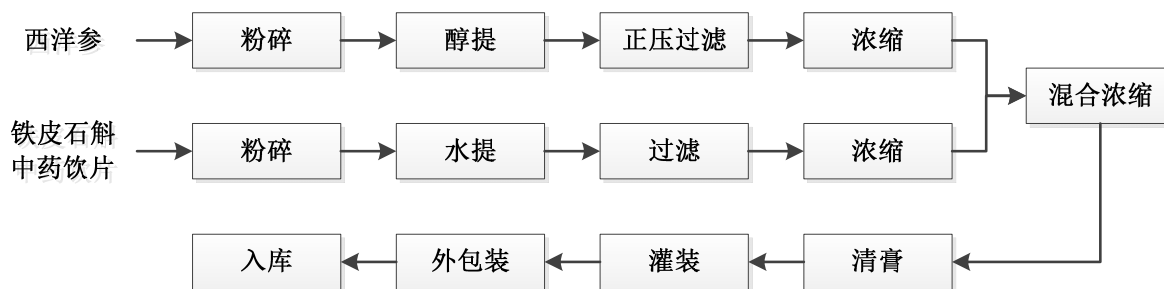 西洋参
粉碎
醇提
正压过滤
浓缩
混合浓缩
铁皮石斛
中药饮片
粉碎
水提
过滤
浓缩
入库
外包装
灌装
清膏